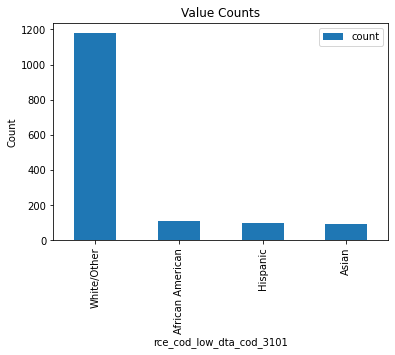 Value Counts
count
1200
1000
800
600
400
200
0
Count
White/Other
African American
Hispanic
Asian
rce_cod_low_dta_cod_3101